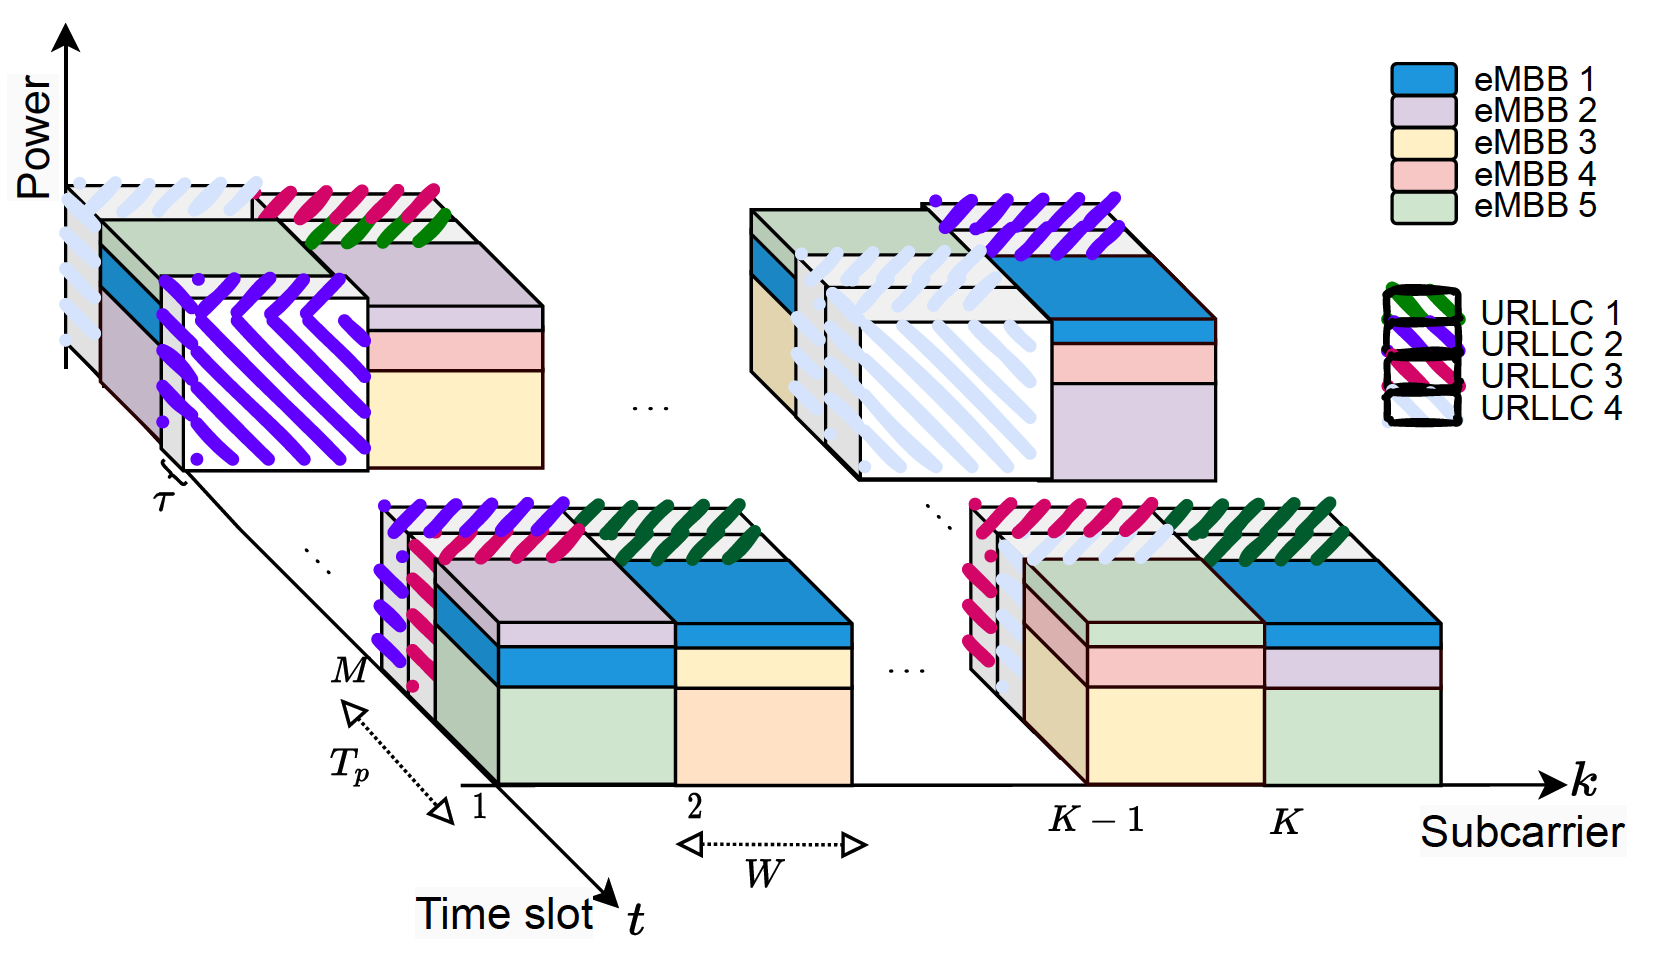 Power
eMBB 1
eMBB 2
eMBB 3
eMBB 4
eMBB 5
URLLC 1
URLLC 2
URLLC 3
URLLC 4
...
τ
...
...
M
...
T_p
1
2
K − 1
K
k
Subcarrier
W
Time slot t